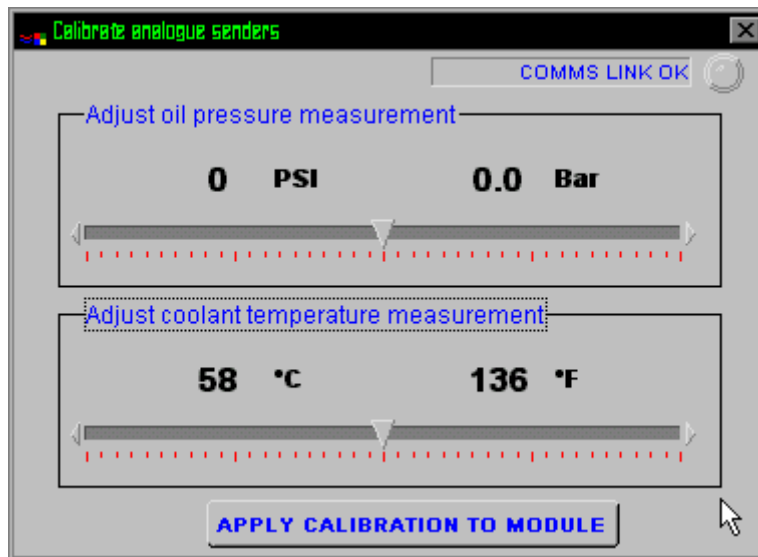 Calibrate analogue senders
COMMS LINK OK
Adjust oil pressure measurement
0 PSI 0.0 Bar
Adjust coolant temperature measurement
58 °C 136 °F
APPLY CALIBRATION TO MODULE